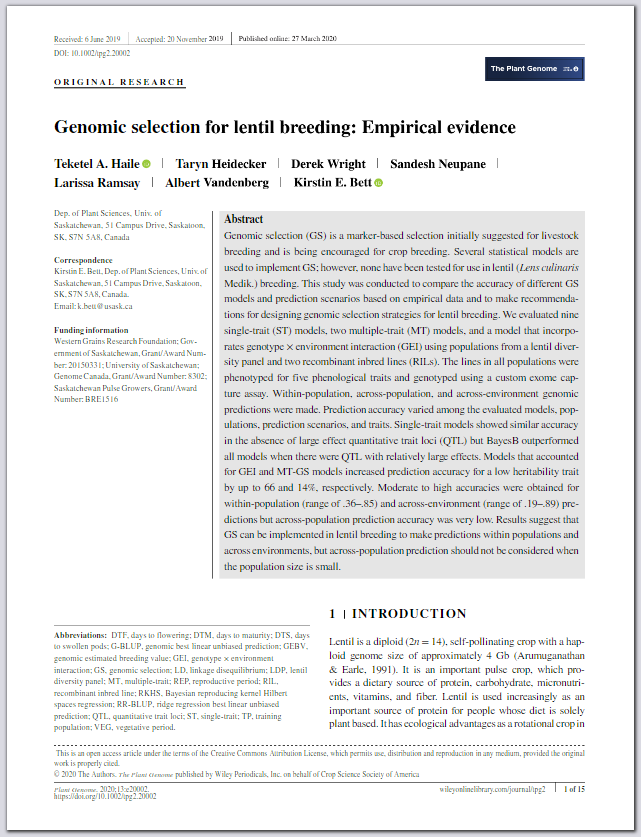 Received: 6 June 2019 | Accepted: 20 November 2019 | Published online: 27 March 2020
DOI: 10.1002/tpg2.20002
The Plant Genome
ORIGINAL RESEARCH
Genomic selection for lentil breeding: Empirical evidence
Teketel A. Haile | Taryn Heidecker | Derek Wright | Sandesh Neupane |
Larissa Ramsay | Albert Vandenberg | Kirstin E. Bett
Dep. of Plant Sciences, Univ. of
Saskatchewan, 51 Campus Drive, Saskatoon,
SK, S7N 5A8, Canada
Correspondence
Kirstin E. Bett, Dep. of Plant Sciences, Univ. of
Saskatchewan, 51 Campus Drive, Saskatoon,
SK, S7N 5A8, Canada.
Email: k.bett@usask.ca
Funding information
Western Grains Research Foundation; Gov-
ernment of Saskatchewan, Grant/Award Num-
ber: 20150331; University of Saskatchewan;
Genome Canada, Grant/Award Number: 8302;
Saskatchewan Pulse Growers, Grant/Award
Number: BRE1516
Abstract
Genomic selection (GS) is a marker-based selection initially suggested for livestock
breeding and is being encouraged for crop breeding. Several statistical models are
used to implement GS; however, none have been tested for use in lentil (Lens culinaris
Medik.) breeding. This study was conducted to compare the accuracy of different GS
models and prediction scenarios based on empirical data and to make recommenda-
tions for designing genomic selection strategies for lentil breeding. We evaluated nine
single-trait (ST) models, two multiple-trait (MT) models, and a model that incorpo-
rates genotype × environment interaction (GEI) using populations from a lentil diver-
sity panel and two recombinant inbred lines (RILs). The lines in all populations were
phenotyped for five phenological traits and genotyped using a custom exome cap-
ture assay. Within-population, across-population, and across-environment genomic
predictions were made. Prediction accuracy varied among the evaluated models, pop-
ulations, prediction scenarios, and traits. Single-trait models showed similar accuracy
in the absence of large effect quantitative trait loci (QTL) but BayesB outperformed
all models when there were QTL with relatively large effects. Models that accounted
for GEI and MT-GS models increased prediction accuracy for a low heritability trait
by up to 66 and 14%, respectively. Moderate to high accuracies were obtained for
within-population (range of .36–.85) and across-environment (range of .19–.89) pre-
dictions but across-population prediction accuracy was very low. Results suggest that
GS can be implemented in lentil breeding to make predictions within populations and
across environments, but across-population prediction should not be considered when
the population size is small.
Abbreviations: DTF, days to flowering; DTM, days to maturity; DTS, days
to swollen pods; G-BLUP, genomic best linear unbiased prediction; GEBV,
genomic estimated breeding value; GEI, genotype × environment
interaction; GS, genomic selection; LD, linkage disequilibrium; LDP, lentil
diversity panel; MT, multiple-trait; REP, reproductive period; RIL,
recombinant inbred line; RKHS, Bayesian reproducing kernel Hilbert
spaces regression; RR-BLUP, ridge regression best linear unbiased
prediction; QTL, quantitative trait loci; ST, single-trait; TP, training
population; VEG, vegetative period.
1 | INTRODUCTION
Lentil is a diploid (2n = 14), self-pollinating crop with a hap-
loid genome size of approximately 4 Gb (Arumuganathan
& Earle, 1991). It is an important pulse crop, which pro-
vides a dietary source of protein, carbohydrate, micronutri-
ents, vitamins, and fiber. Lentil is used increasingly as an
important source of protein for people whose diet is solely
plant based. It has ecological advantages as a rotational crop in
This is an open access article under the terms of the Creative Commons Attribution License, which permits use, distribution and reproduction in any medium, provided the original
work is properly cited.
© 2020 The Authors. The Plant Genome published by Wiley Periodicals, Inc. on behalf of Crop Science Society of America
Plant Genome. 2020;13:e20002.
https://doi.org/10.1002/tpg2.20002
wileyonlinelibrary.com/journal/tpg2 | 1 of 15